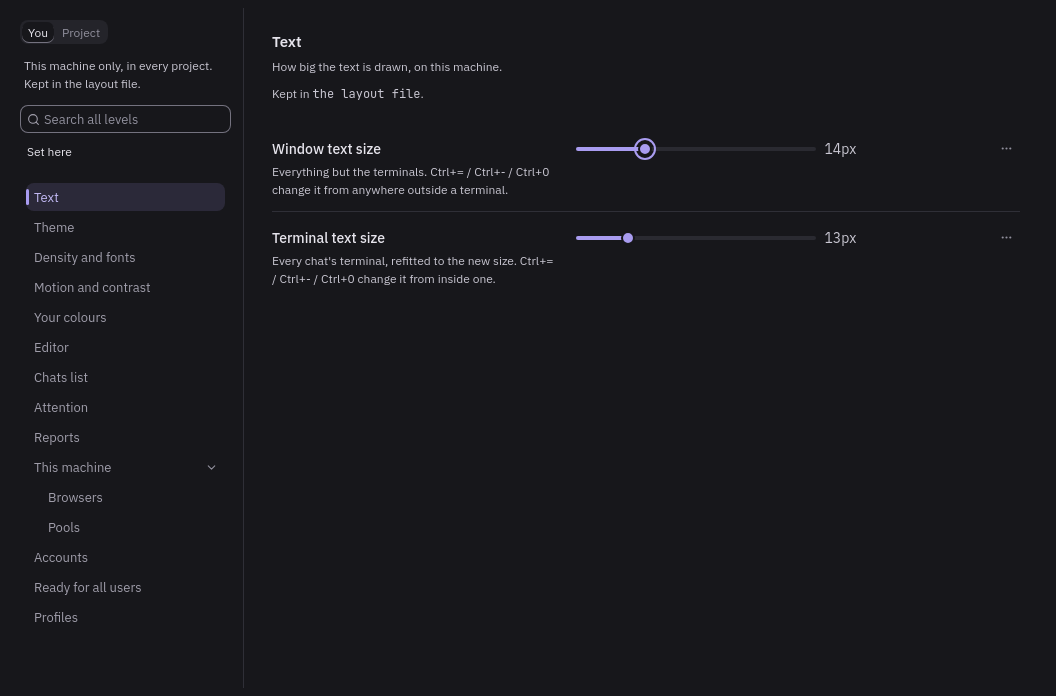 You Project
This machine only, in every project.
Kept in the layout file.
Search all levels
Set here
Text
Theme
Density and fonts
Motion and contrast
Your colours
Editor
Chats list
Attention
Reports
This machine
Browsers
Pools
Accounts
Ready for all users
Profiles
Text
How big the text is drawn, on this machine.
Kept in the layout file.
Window text size
14px
Everything but the terminals. Ctrl+= / Ctrl+- / Ctrl+0
change it from anywhere outside a terminal.
Terminal text size
13px
Every chat's terminal, refitted to the new size. Ctrl+=
/ Ctrl+- / Ctrl+0 change it from inside one.